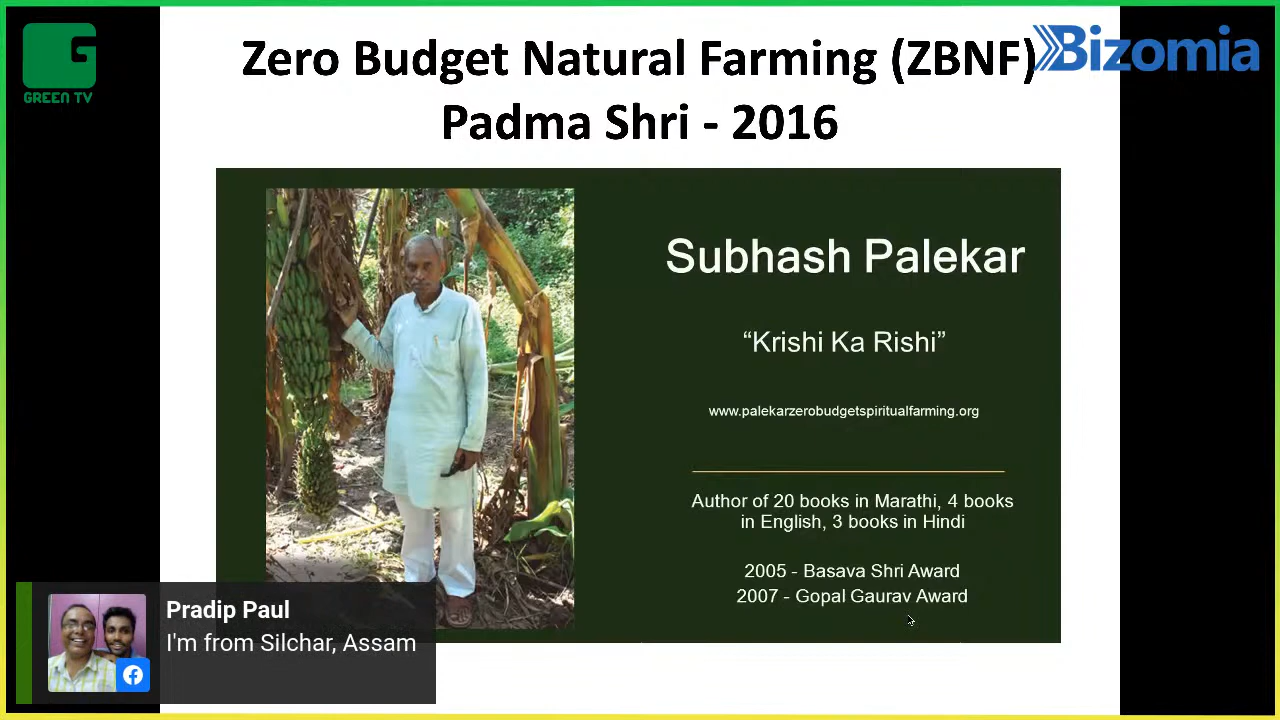 GREEN TV
Bizomia
Zero Budget Natural Farming (ZBNF)
Padma Shri - 2016
Subhash Palekar
“Krishi Ka Rishi”
www.palekarzerobudgetspiritualfarming.org
Author of 20 books in Marathi, 4 books
in English, 3 books in Hindi
2005 - Basava Shri Award
2007 - Gopal Gaurav Award
Pradip Paul
I'm from Silchar, Assam